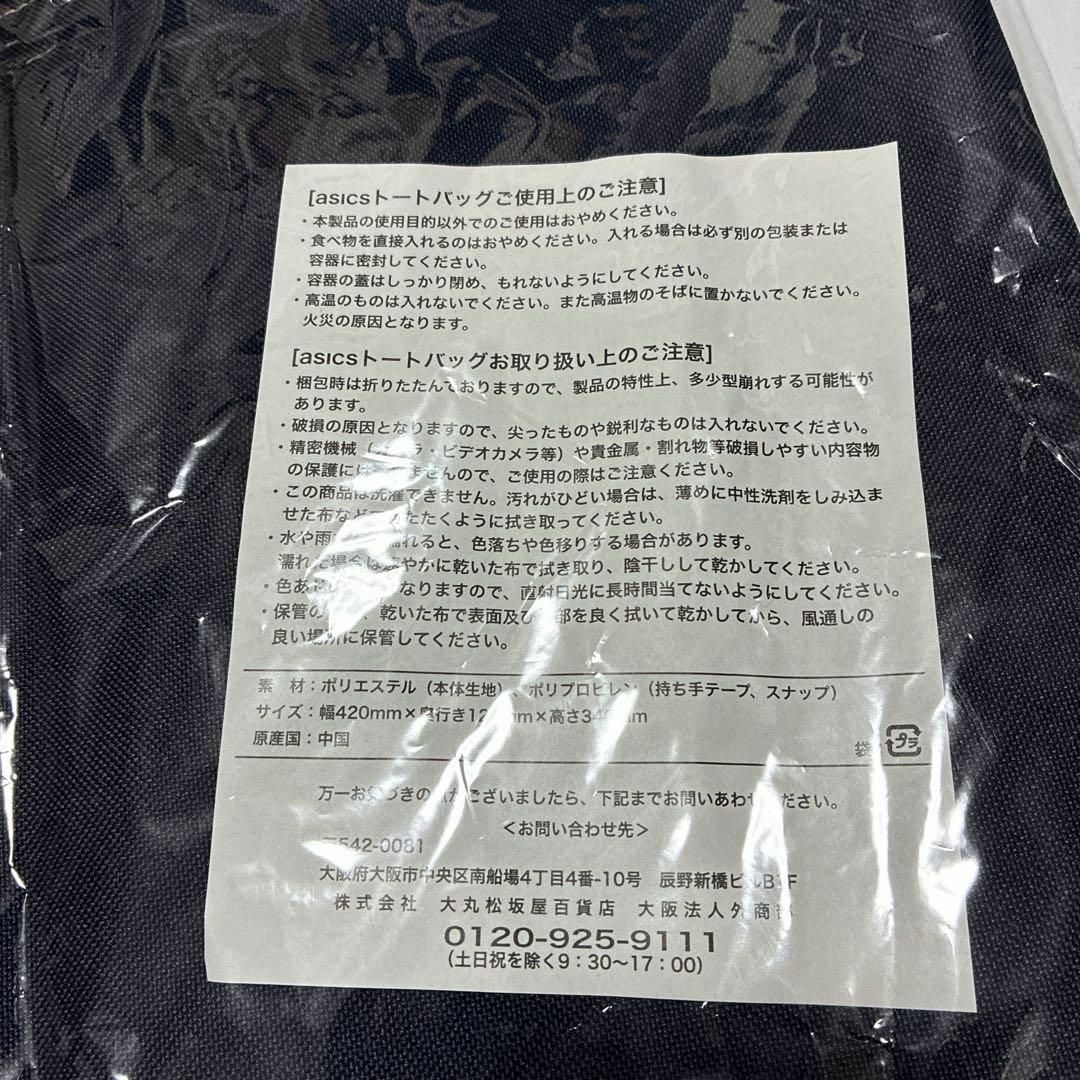 [asicsトートバッグご使用上のご注意]
・本製品の使用目的以外でのご使用はおやめください。
・食べ物を直接入れるのはおやめください。入れる場合は必ず別の包装または
容器に密封してください。
・容器の蓋はしっかり閉め、もれないようにしてください。
・高温のものは入れないでください。また高温物のそばに置かないでください。
火災の原因となります。
[asicsトートバッグお取り扱い上のご注意]
・梱包時は折りたたんでおりますので、製品の特性上、多少型崩れする可能性が
あります。
・破損の原因となりますので、尖ったものや鋭利なものは入れないでください。
・精密機械（カメラ・ビデオカメラ等）や貴金属・割れ物等破損しやすい内容物
の保護には ませんので、ご使用の際はご注意ください。
・この商品は洗濯できません。汚れがひどい場合は、薄めに中性洗剤をしみ込ま
せた布など たたくように拭き取ってください。
・水や雨 濡れると、色落ちや色移りする場合があります。
濡れた場合は速やかに乾いた布で拭き取り、陰干しして乾かしてください。
・色あ なりますので、直射日光に長時間当てないようにしてください。
・保管の 、乾いた布で表面及び 部を良く拭いて乾かしてから、風通しの
良い場所に保管してください。
素 材：ポリエステル（本体生地）、ポリプロピレン（持ち手テープ、スナップ）
サイズ：幅420mm×奥行き12 mm×高さ34 mm
原産国：中国
袋 プラ
万一お気づきの点がございましたら、下記までお問いあわせください。
＜お問い合わせ先＞
〒542-0081
大阪府大阪市中央区南船場4丁目4番-10号 辰野新橋ビルB1F
株式会社 大丸松坂屋百貨店 大阪法人外商部
0120-925-9111
(土日祝を除く9：30〜17：00)